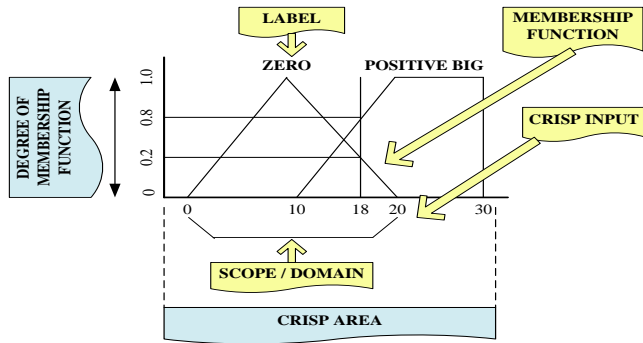 LABEL
MEMBERSHIP
FUNCTION
ZERO
POSITIVE BIG
CRISP INPUT
DEGREE OF
MEMBERSHIP
FUNCTION
1.0
0.8
0.2
0
0 10 18 20 30
SCOPE / DOMAIN
CRISP AREA